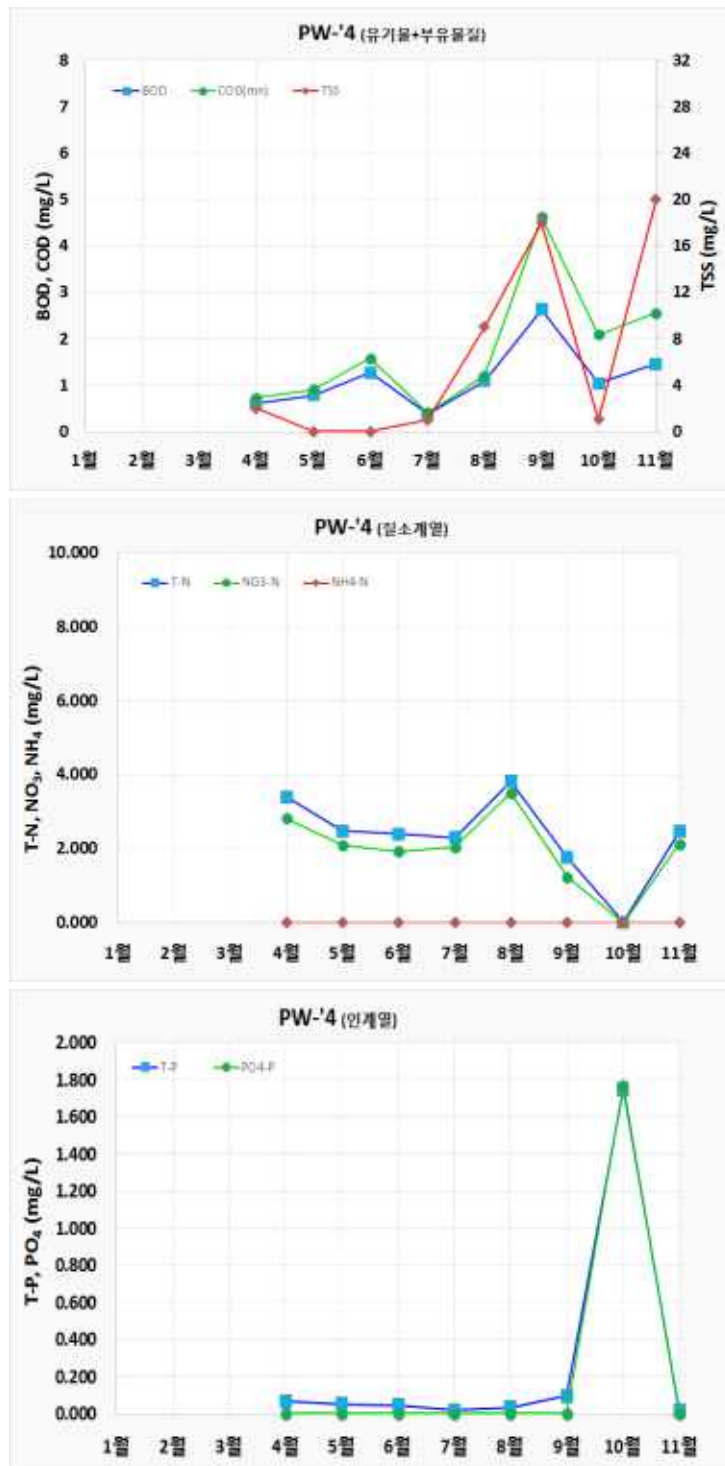 PW-'4 (유기물+부유물질)
BOD COD(mn) TSS
BOD, COD (mg/L)
8
7
6
5
4
3
2
1
0
TSS (mg/L)
32
28
24
20
16
12
8
4
0
1월 2월 3월 4월 5월 6월 7월 8월 9월 10월 11월
PW-'4 (질소계열)
T-N NO3-N NH4-N
T-N, NO₃, NH₄ (mg/L)
10.000
8.000
6.000
4.000
2.000
0.000
1월 2월 3월 4월 5월 6월 7월 8월 9월 10월 11월
PW-'4 (인계열)
T-P PO4-P
T-P, PO₄ (mg/L)
2.000
1.800
1.600
1.400
1.200
1.000
0.800
0.600
0.400
0.200
0.000
1월 2월 3월 4월 5월 6월 7월 8월 9월 10월 11월